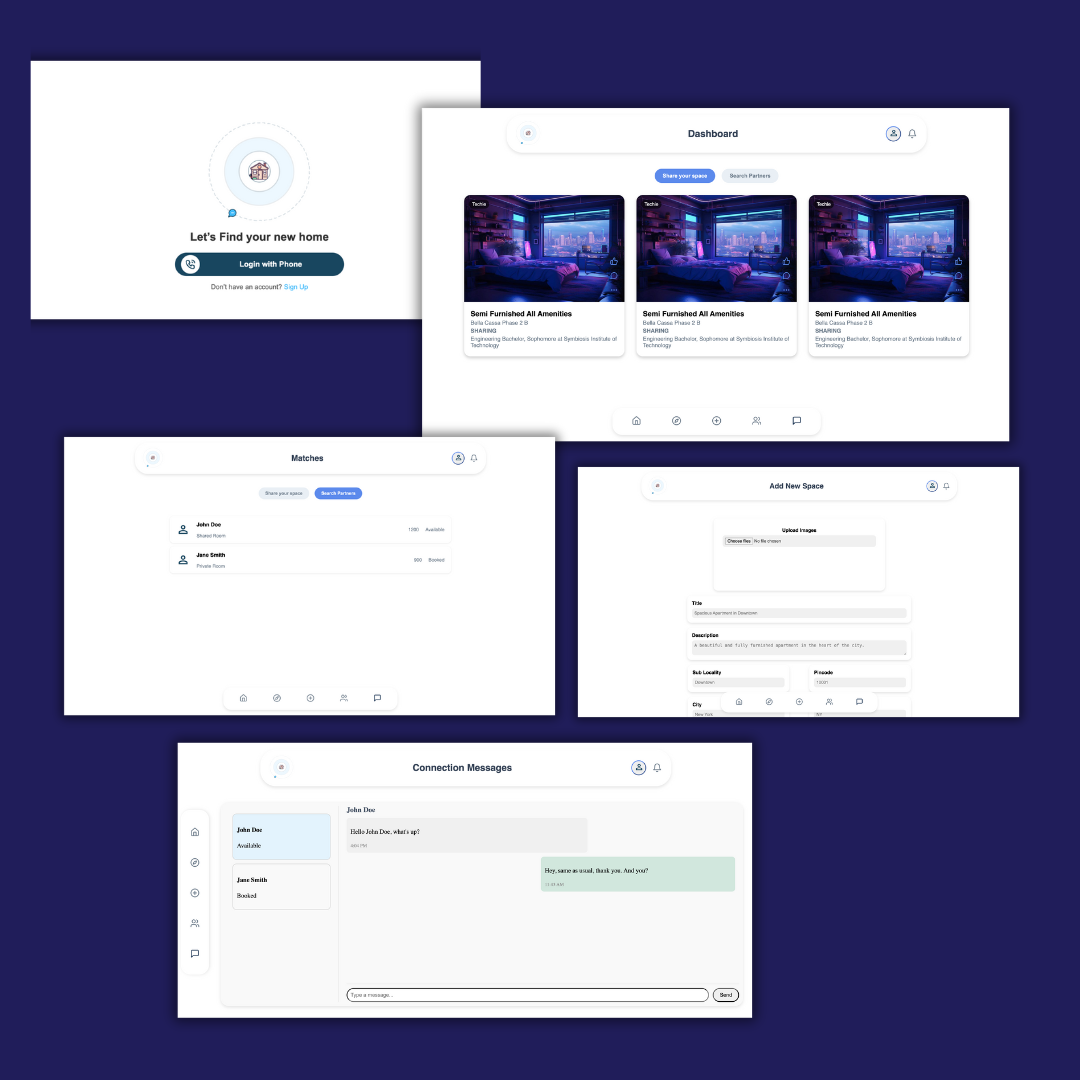 Let's Find your new home
Login with Phone
Don't have an account? Sign Up
Dashboard
Share your space
Search Partners
Techie
Semi Furnished All Amenities
Bella Cassa Phase 2 B
SHARING
Engineering Bachelor, Sophomore at Symbiosis Institute of
Technology
Techie
Semi Furnished All Amenities
Bella Cassa Phase 2 B
SHARING
Engineering Bachelor, Sophomore at Symbiosis Institute of
Technology
Techie
Semi Furnished All Amenities
Bella Cassa Phase 2 B
SHARING
Engineering Bachelor, Sophomore at Symbiosis Institute of
Technology
Matches
Share your space
Search Partners
John Doe
Shared Room
Available
Jane Smith
Private Room
900
Booked
Add New Space
Upload Images
Choose files No file chosen
Title
Spacious Apartment in Downtown
Description
A beautiful and fully furnished apartment in the heart of the city.
Sub Locality
Downtown
Pincode
10001
City
New York
NY
Connection Messages
John Doe
Available
Jane Smith
Booked
John Doe
Hello John Doe, what's ap?
Hey, same as usual, thank you. And you?
Type a message...
Send